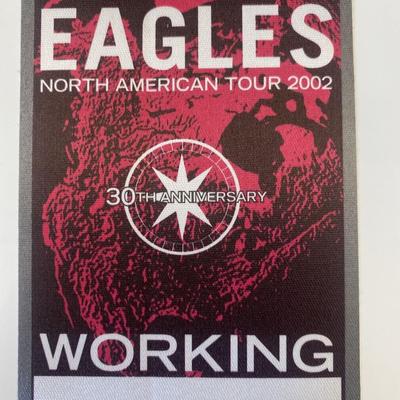 EAGLES
NORTH AMERICAN TOUR 2002
30TH ANNIVERSARY
WORKING